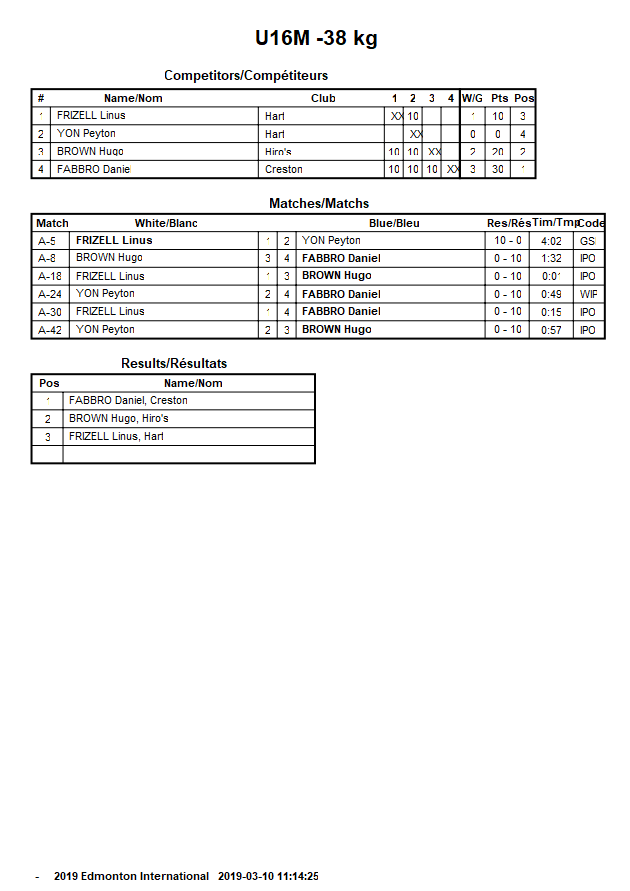 U16M -38 kg
Competitors/Compétiteurs
# Name/Nom Club 1 2 3 4 W/G Pts Pos
1 FRIZELL Linus Hart XX 10 1 10 3
2 YON Peyton Hart XX 0 0 4
3 BROWN Hugo Hiro's 10 10 XX 2 20 2
4 FABBRO Daniel Creston 10 10 10 XX 3 30 1
Matches/Matchs
Match White/Blanc Blue/Bleu Res/Rés Tim/Tmp Code
A-5 FRIZELL Linus 1 2 YON Peyton 10 - 0 4:02 GSI
A-8 BROWN Hugo 3 4 FABBRO Daniel 0 - 10 1:32 IPO
A-18 FRIZELL Linus 1 3 BROWN Hugo 0 - 10 0:01 IPO
A-24 YON Peyton 2 4 FABBRO Daniel 0 - 10 0:49 WIP
A-30 FRIZELL Linus 1 4 FABBRO Daniel 0 - 10 0:15 IPO
A-42 YON Peyton 2 3 BROWN Hugo 0 - 10 0:57 IPO
Results/Résultats
Pos Name/Nom
1 FABBRO Daniel, Creston
2 BROWN Hugo, Hiro's
3 FRIZELL Linus, Hart
- 2019 Edmonton International 2019-03-10 11:14:25